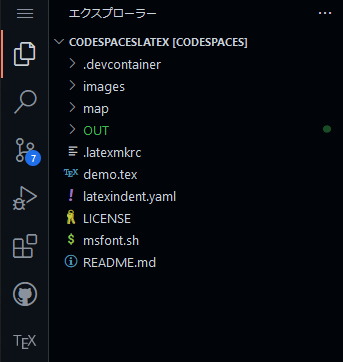 エクスプローラー
CODESPACESLATEX [CODESPACES]
.devcontainer
images
map
OUT
.latexmkrc
TEX demo.tex
! latexindent.yaml
LICENSE
$ msfont.sh
README.md
7
TEX